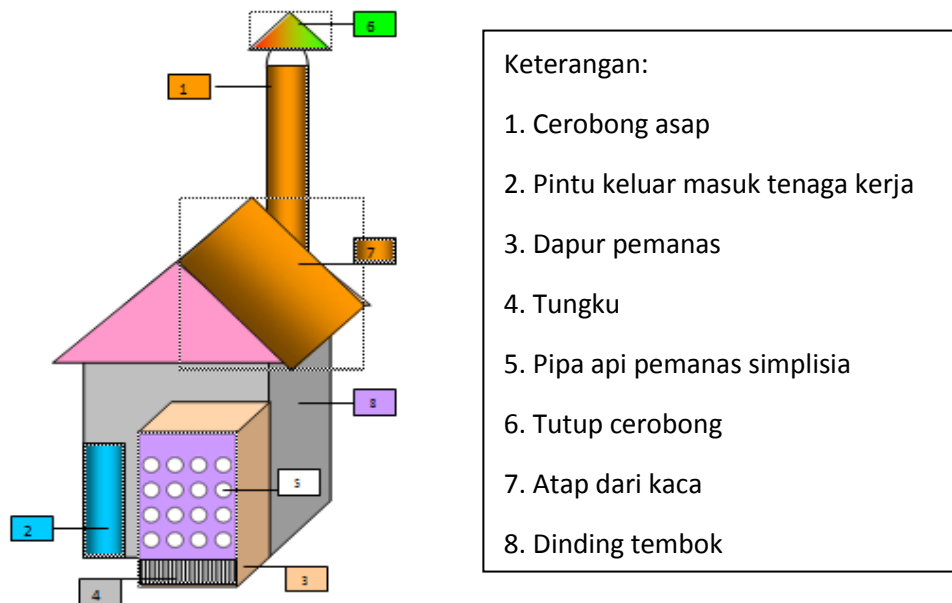 6
1
7
8
5
2
3
4
Keterangan:
1. Cerobong asap
2. Pintu keluar masuk tenaga kerja
3. Dapur pemanas
4. Tungku
5. Pipa api pemanas simplisia
6. Tutup cerobong
7. Atap dari kaca
8. Dinding tembok